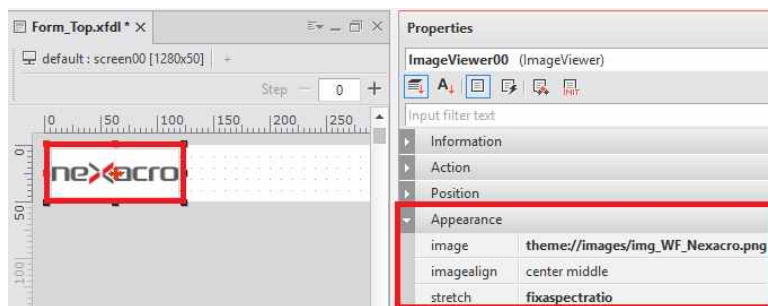 Form_Top.xfdl * ×
default : screen00 [1280x50] +
Step − 0 +
0 50 100 150 200 250
0
50
100
nexacro
Properties
ImageViewer00 (ImageViewer)
A INIT
Input filter text
Information
Action
Position
Appearance
image theme://images/img_WF_Nexacro.png
imagealign center middle
stretch fixaspectratio